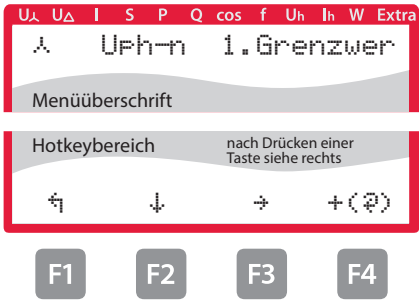 U⅄ U△ I S P Q cos f Uh Ih W Extra
⅄ Uph-n 1.Grenzwer
Menüüberschrift
Hotkeybereich
nach Drücken einer
Taste siehe rechts
↰ ↓ → +(?)
F1 F2 F3 F4